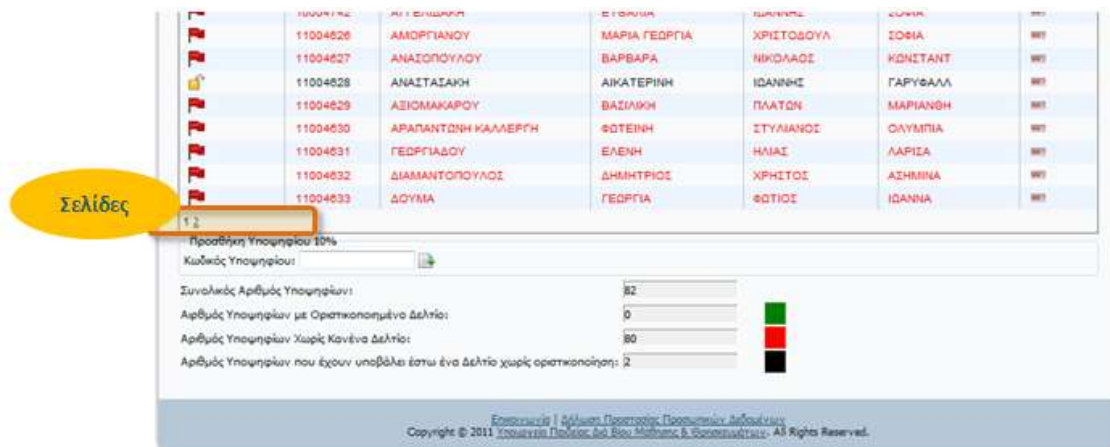 11004626 ΑΜΟΡΓΙΑΝΟΥ ΜΑΡΙΑ ΓΕΩΡΓΙΑ ΧΡΙΣΤΟΔΟΥΛ ΣΟΦΙΑ
11004627 ΑΝΑΣΟΠΟΥΛΟΥ ΒΑΡΒΑΡΑ ΝΙΚΟΛΑΟΣ ΚΩΝΣΤΑΝΤ
11004628 ΑΝΑΣΤΑΣΑΚΗ ΑΙΚΑΤΕΡΙΝΗ ΙΩΑΝΝΗΣ ΓΑΡΥΦΑΛΛ
11004629 ΑΞΙΟΜΑΚΑΡΟΥ ΒΑΣΙΛΙΚΗ ΠΛΑΤΩΝ ΜΑΡΙΑΝΘΗ
11004630 ΑΡΑΠΑΝΤΩΝΗ ΚΑΛΛΕΡΓΗ ΦΩΤΕΙΝΗ ΣΤΥΛΙΑΝΟΣ ΟΛΥΜΠΙΑ
11004631 ΓΕΩΡΓΙΑΔΟΥ ΕΛΕΝΗ ΗΛΙΑΣ ΛΑΡΙΣΑ
11004632 ΔΙΑΜΑΝΤΟΠΟΥΛΟΣ ΔΗΜΗΤΡΙΟΣ ΧΡΗΣΤΟΣ ΑΣΗΜΙΝΑ
11004633 ΔΟΥΜΑ ΓΕΩΡΓΙΑ ΦΩΤΙΟΣ ΙΩΑΝΝΑ
Σελίδες
1 2
Προσθήκη Υποψηφίου 10%
Κωδικός Υποψηφίου:
Συνολικός Αριθμός Υποψηφίων: 82
Αριθμός Υποψηφίων με Οριστικοποιημένο Δελτίο: 0
Αριθμός Υποψηφίων Χωρίς Κανένα Δελτίο: 80
Αριθμός Υποψηφίων που έχουν υποβάλει έστω ένα Δελτίο χωρίς οριστικοποίηση: 2
Επικοινωνία | Δήλωση Προστασίας Προσωπικών Δεδομένων
Copyright © 2011 Υπουργείο Παιδείας Διά Βίου Μάθησης & Θρησκευμάτων. All Rights Reserved.